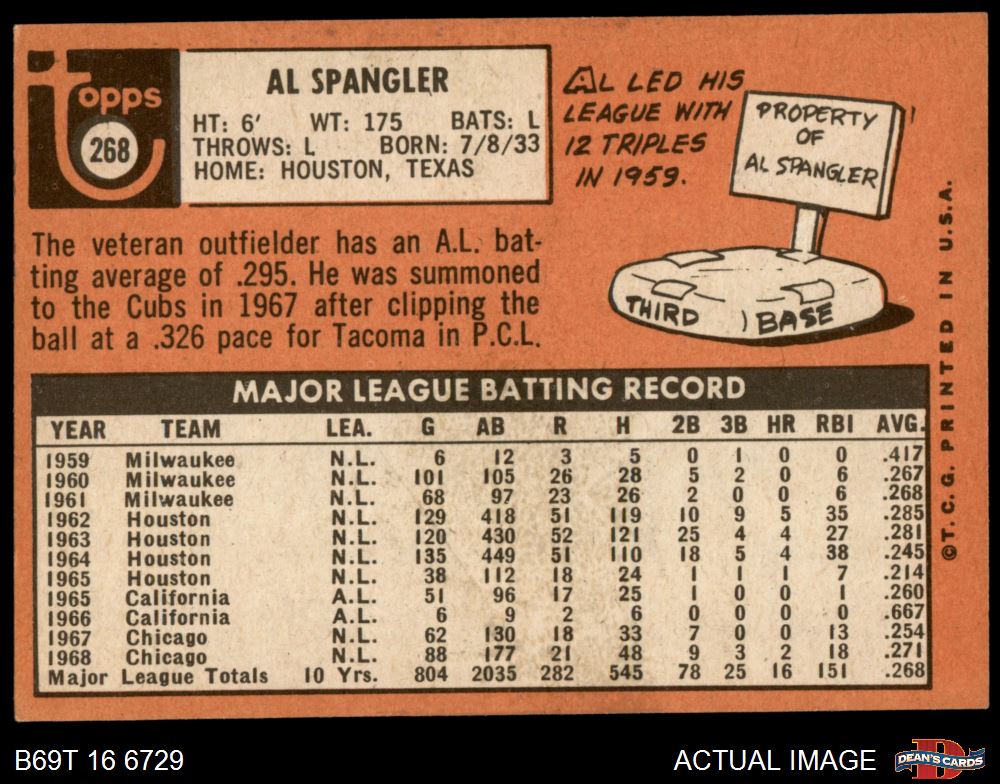 Topps
268
AL SPANGLER
HT: 6' WT: 175 BATS: L
THROWS: L BORN: 7/8/33
HOME: HOUSTON, TEXAS
AL LED HIS
LEAGUE WITH
12 TRIPLES
IN 1959.
PROPERTY
OF
AL SPANGLER
THIRD BASE
The veteran outfielder has an A.L. bat-
ting average of .295. He was summoned
to the Cubs in 1967 after clipping the
ball at a .326 pace for Tacoma in P.C.L.
MAJOR LEAGUE BATTING RECORD
YEAR TEAM LEA. G AB R H 2B 3B HR RBI AVG.
1959 Milwaukee N.L. 6 12 3 5 0 1 0 0 .417
1960 Milwaukee N.L. 101 105 26 28 5 2 0 6 .267
1961 Milwaukee N.L. 68 97 23 26 2 0 0 6 .268
1962 Houston N.L. 129 418 51 119 10 9 5 35 .285
1963 Houston N.L. 120 430 52 121 25 4 4 27 .281
1964 Houston N.L. 135 449 51 110 18 5 4 38 .245
1965 Houston N.L. 38 112 18 24 1 1 1 7 .214
1965 California A.L. 51 96 17 25 1 0 0 1 .260
1966 California A.L. 6 9 2 6 0 0 0 0 .667
1967 Chicago N.L. 62 130 18 33 7 0 0 13 .254
1968 Chicago N.L. 88 177 21 48 9 3 2 18 .271
Major League Totals 10 Yrs. 804 2035 282 545 78 25 16 151 .268
©T.C.G. PRINTED IN U.S.A.
B69T 16 6729
ACTUAL IMAGE
DEAN'S CARDS